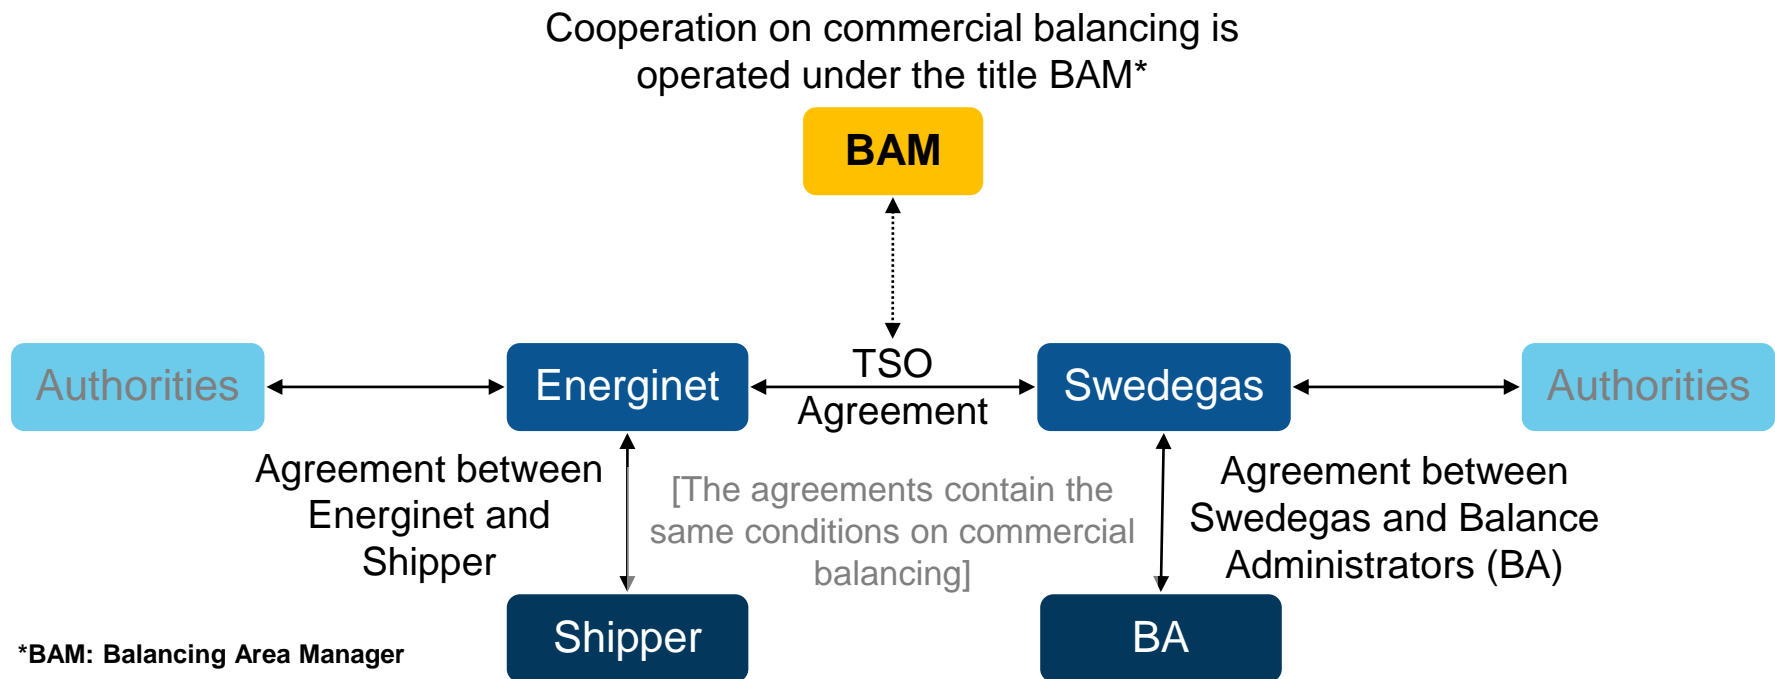 Cooperation on commercial balancing is
operated under the title BAM*
BAM
Authorities
Energinet
TSO
Agreement
Swedegas
Authorities
Agreement between
Energinet and
Shipper
[The agreements contain the
same conditions on commercial
balancing]
Agreement between
Swedegas and Balance
Administrators (BA)
Shipper
BA
*BAM: Balancing Area Manager